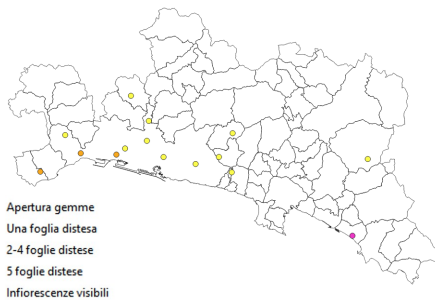 Apertura gemme
Una foglia distesa
2-4 foglie distese
5 foglie distese
Infiorescenze visibili